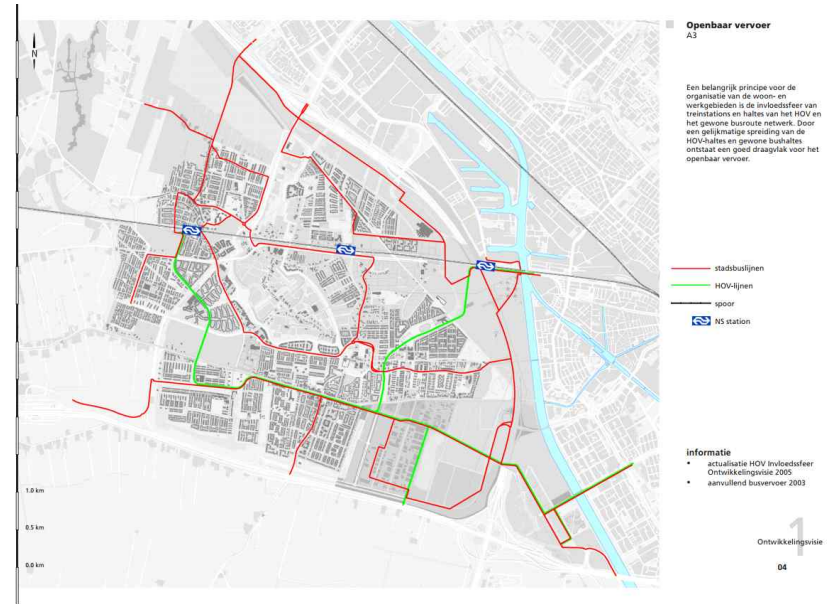 Openbaar vervoer
A3
N
Een belangrijk principe voor de
organisatie van de woon- en
werkgebieden is de invloedsfeer van
treinstations en haltes van het HOV en
het gewone busroute netwerk. Door
een gelijkmatige spreiding van de
HOV-haltes en gewone bushaltes
ontstaat een goed draagvlak voor het
openbaar vervoer.
stadsbuslijnen
HOV-lijnen
spoor
NS station
informatie
• actualisatie HOV Invloedssfeer
Ontwikkelingsvisie 2005
• aanvullend busvervoer 2003
1.0 km
0.5 km
0.0 km
1
Ontwikkelingsvisie
04